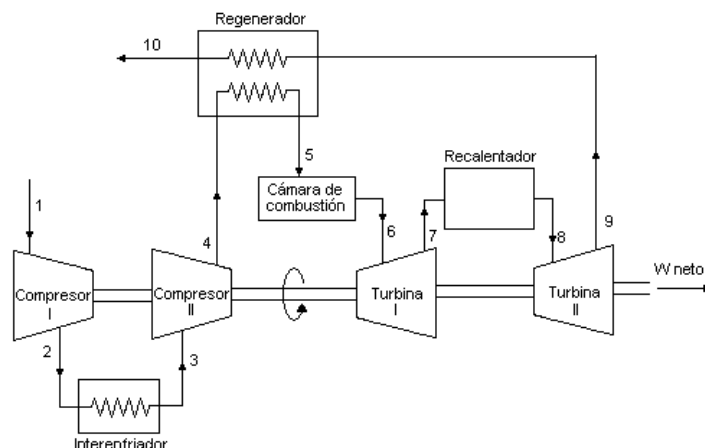 Regenerador
10
5
Recalentador
Cámara de
combustión
1
4
6
7
8
9
W neto
Compresor
I
Compresor
II
Turbina
I
Turbina
II
2
3
Interenfriador